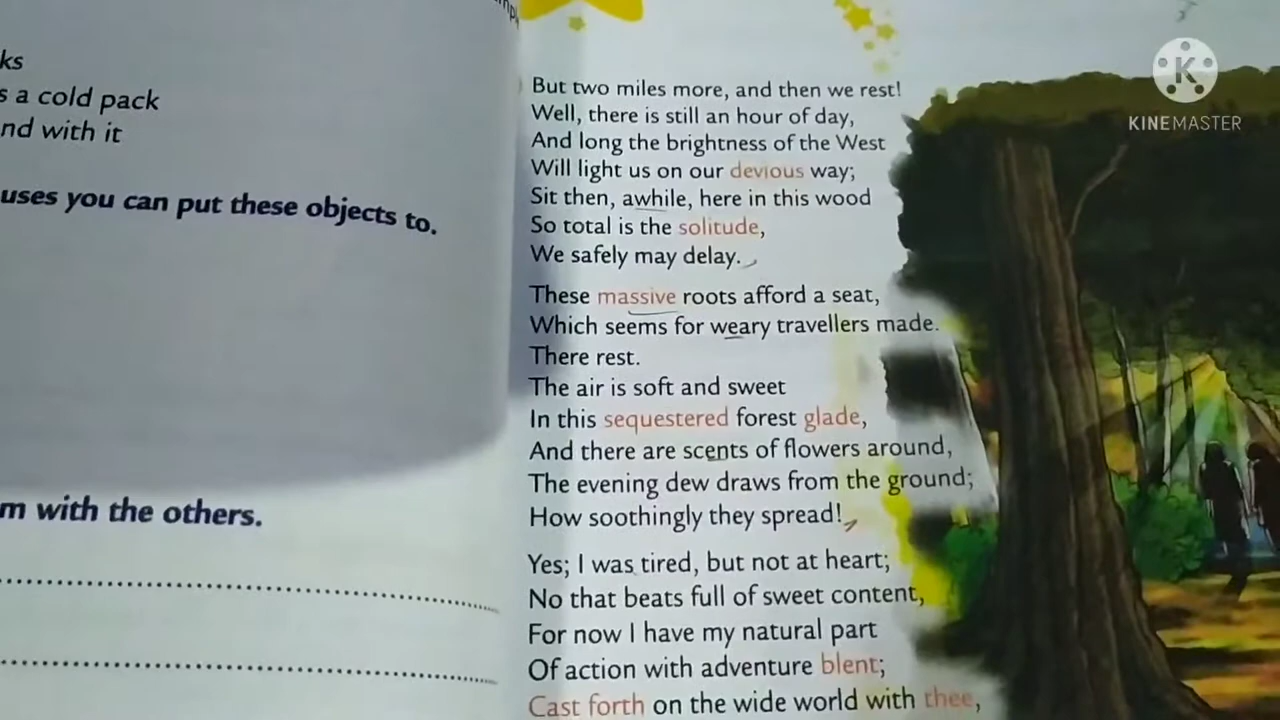 ks
s a cold pack
nd with it
uses you can put these objects to.
m with the others.
But two miles more, and then we rest!
Well, there is still an hour of day,
And long the brightness of the West
Will light us on our devious way;
Sit then, awhile, here in this wood
So total is the solitude,
We safely may delay.
These massive roots afford a seat,
Which seems for weary travellers made.
There rest.
The air is soft and sweet
In this sequestered forest glade,
And there are scents of flowers around,
The evening dew draws from the ground;
How soothingly they spread!
Yes; I was tired, but not at heart;
No that beats full of sweet content,
For now I have my natural part
Of action with adventure blent;
Cast forth on the wide world with thee,
KINEMASTER